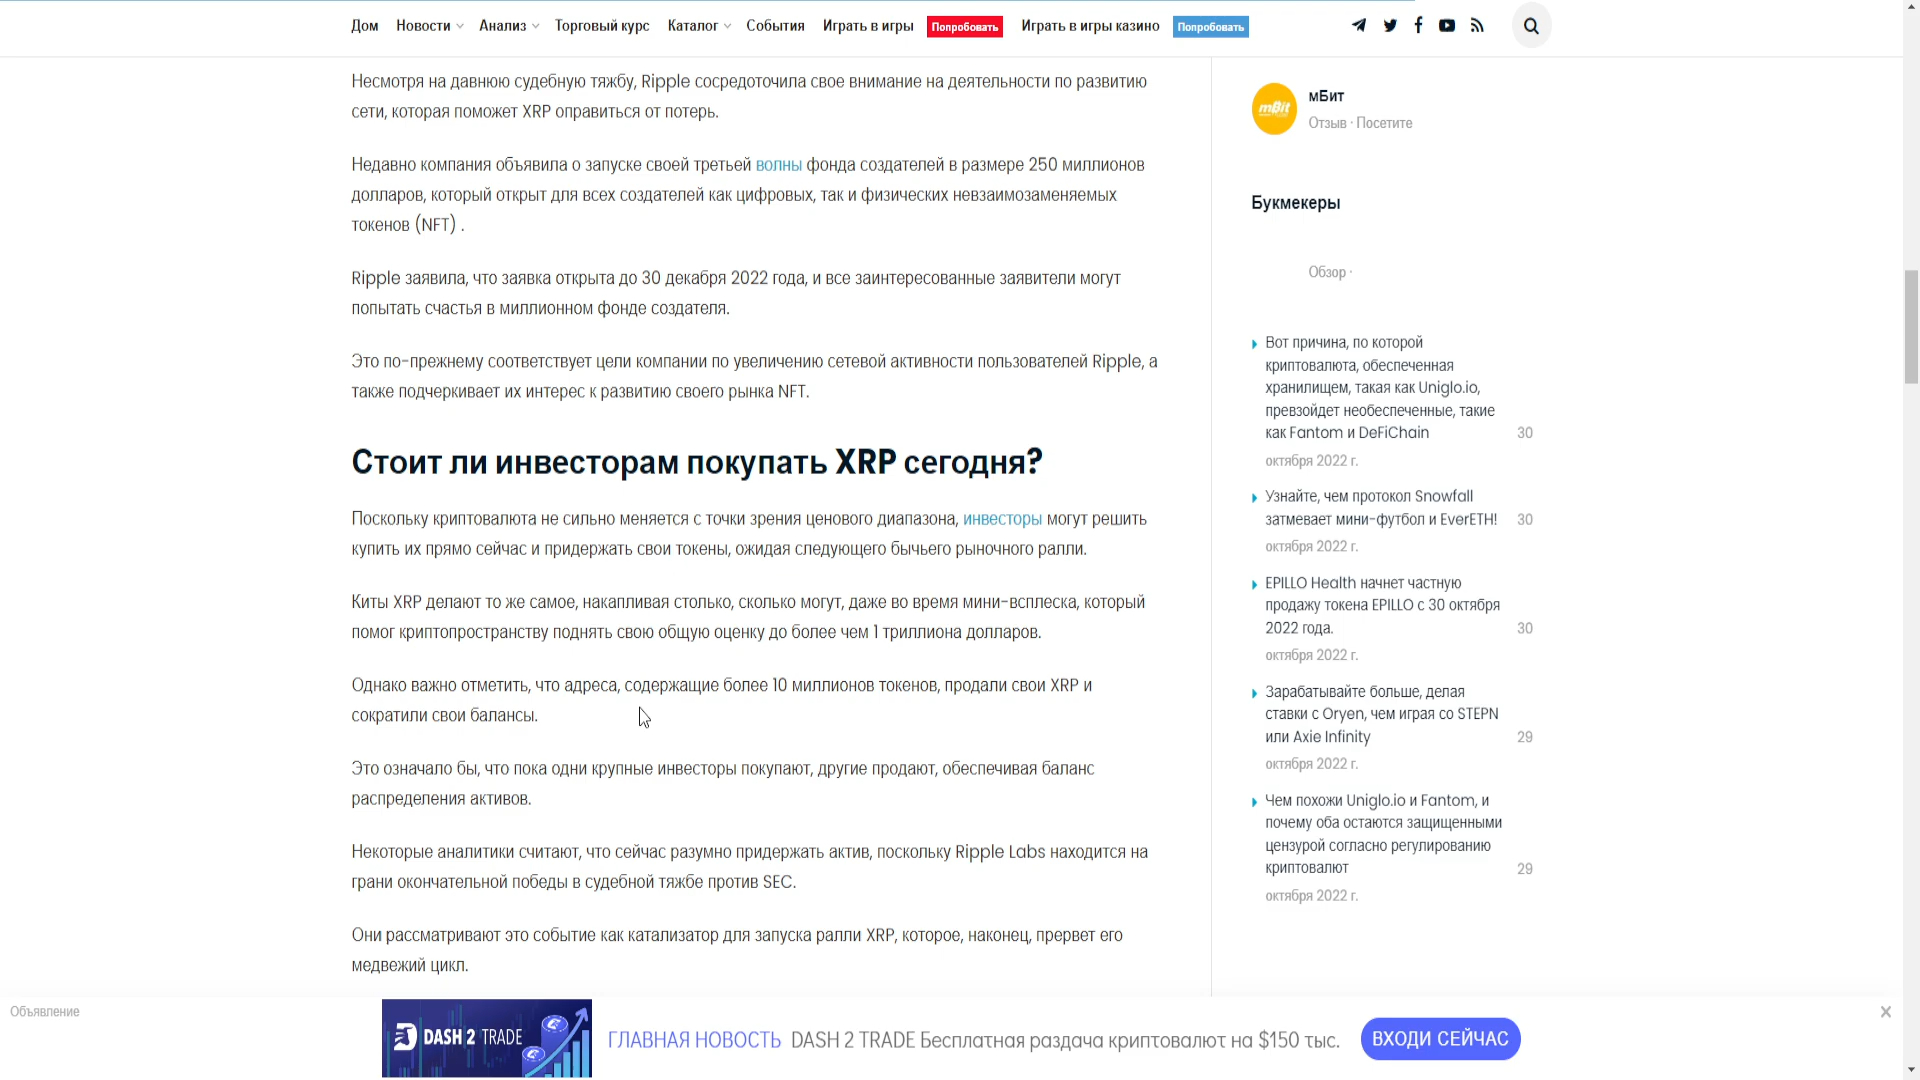 Дом Новости Анализ Торговый курс Каталог События Играть в игры Попробовать Играть в игры казино Попробовать
Несмотря на давнюю судебную тяжбу, Ripple сосредоточила свое внимание на деятельности по развитию
сети, которая поможет XRP оправиться от потерь.
Недавно компания объявила о запуске своей третьей волны фонда создателей в размере 250 миллионов
долларов, который открыт для всех создателей как цифровых, так и физических невзаимозаменяемых
токенов (NFT) .
Ripple заявила, что заявка открыта до 30 декабря 2022 года, и все заинтересованные заявители могут
попытать счастья в миллионном фонде создателя.
Это по-прежнему соответствует цели компании по увеличению сетевой активности пользователей Ripple, а
также подчеркивает их интерес к развитию своего рынка NFT.
Стоит ли инвесторам покупать XRP сегодня?
Поскольку криптовалюта не сильно меняется с точки зрения ценового диапазона, инвесторы могут решить
купить их прямо сейчас и придержать свои токены, ожидая следующего бычьего рыночного ралли.
Киты XRP делают то же самое, накапливая столько, сколько могут, даже во время мини-всплеска, который
помог криптопространству поднять свою общую оценку до более чем 1 триллиона долларов.
Однако важно отметить, что адреса, содержащие более 10 миллионов токенов, продали свои XRP и
сократили свои балансы.
Это означало бы, что пока одни крупные инвесторы покупают, другие продают, обеспечивая баланс
распределения активов.
Некоторые аналитики считают, что сейчас разумно придержать актив, поскольку Ripple Labs находится на
грани окончательной победы в судебной тяжбе против SEC.
Они рассматривают это событие как катализатор для запуска ралли XRP, которое, наконец, прервет его
медвежий цикл.
mBit
мБит
Отзыв · Посетите
Букмекеры
Обзор ·
Вот причина, по которой
криптовалюта, обеспеченная
хранилищем, такая как Uniglo.io,
превзойдет необеспеченные, такие
как Fantom и DeFiChain 30
октября 2022 г.
Узнайте, чем протокол Snowfall
затмевает мини-футбол и EverETH! 30
октября 2022 г.
EPILLO Health начнет частную
продажу токена EPILLO с 30 октября
2022 года. 30
октября 2022 г.
Зарабатывайте больше, делая
ставки с Oryen, чем играя со STEPN
или Axie Infinity 29
октября 2022 г.
Чем похожи Uniglo.io и Fantom, и
почему оба остаются защищенными
цензурой согласно регулированию
криптовалют 29
октября 2022 г.
Объявление
DASH 2 TRADE
ГЛАВНАЯ НОВОСТЬ DASH 2 TRADE Бесплатная раздача криптовалют на $150 тыс. ВХОДИ СЕЙЧАС